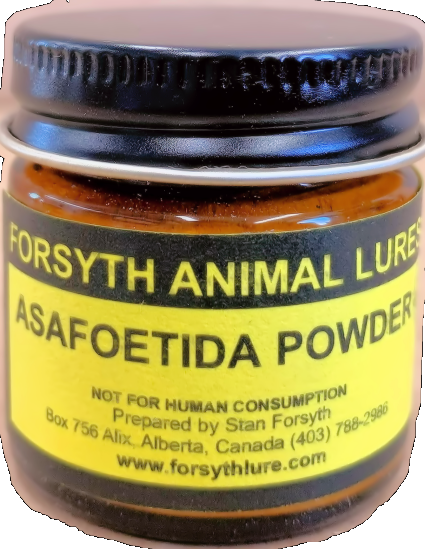 FORSYTH ANIMAL LURES
ASAFOETIDA POWDER
NOT FOR HUMAN CONSUMPTION
Prepared by Stan Forsyth
Box 756 Alix, Alberta, Canada (403) 788-2986
www.forsythlure.com